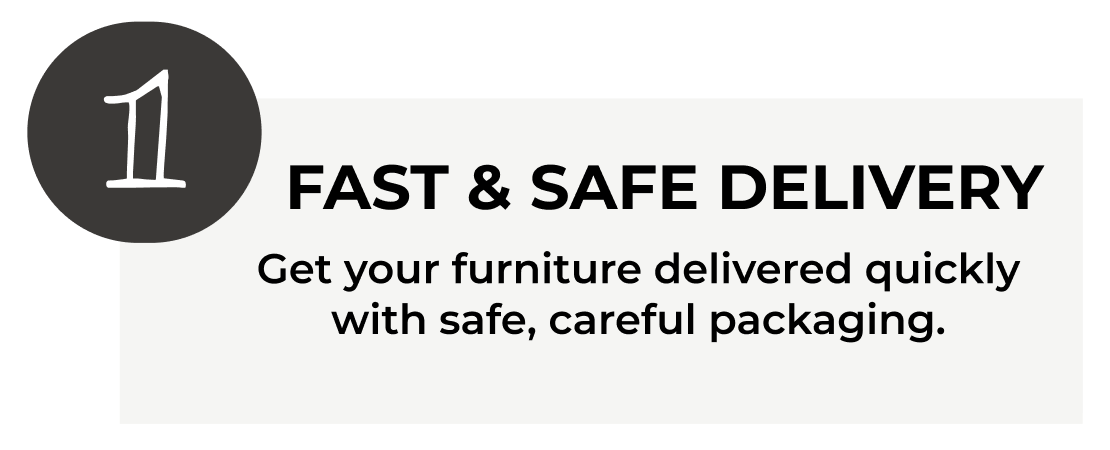 1
FAST & SAFE DELIVERY
Get your furniture delivered quickly
with safe, careful packaging.